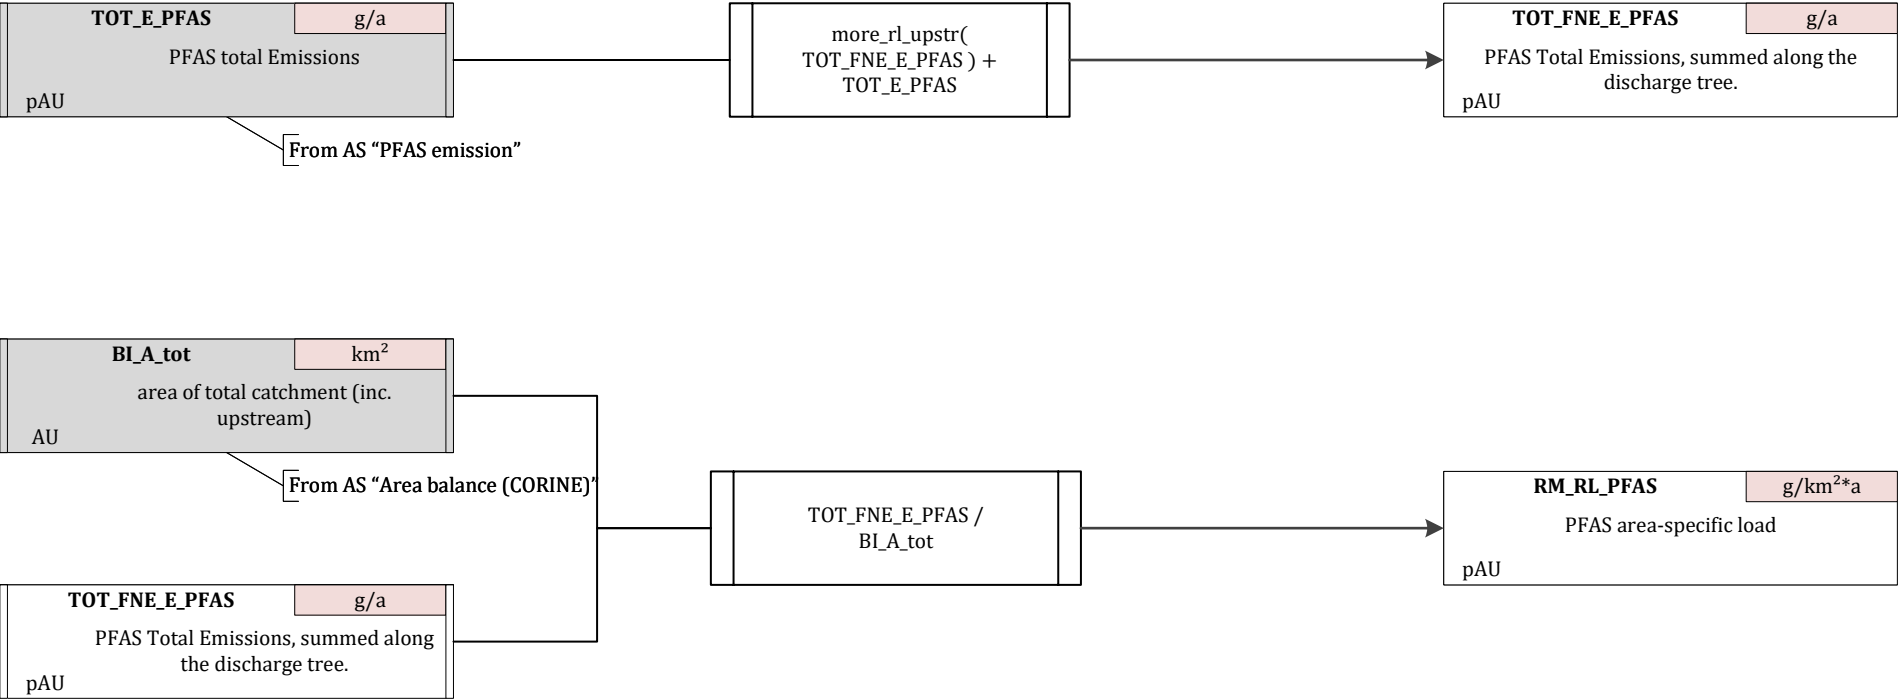 TOT_E_PFAS
g/a
PFAS total Emissions
pAU
From AS “PFAS emission”
more_rl_upstr(
TOT_FNE_E_PFAS ) +
TOT_E_PFAS
TOT_FNE_E_PFAS
g/a
PFAS Total Emissions, summed along the
discharge tree.
pAU
BI_A_tot
km²
area of total catchment (inc.
upstream)
AU
From AS “Area balance (CORINE)”
TOT_FNE_E_PFAS
g/a
PFAS Total Emissions, summed along
the discharge tree.
pAU
TOT_FNE_E_PFAS /
BI_A_tot
RM_RL_PFAS
g/km²*a
PFAS area-specific load
pAU